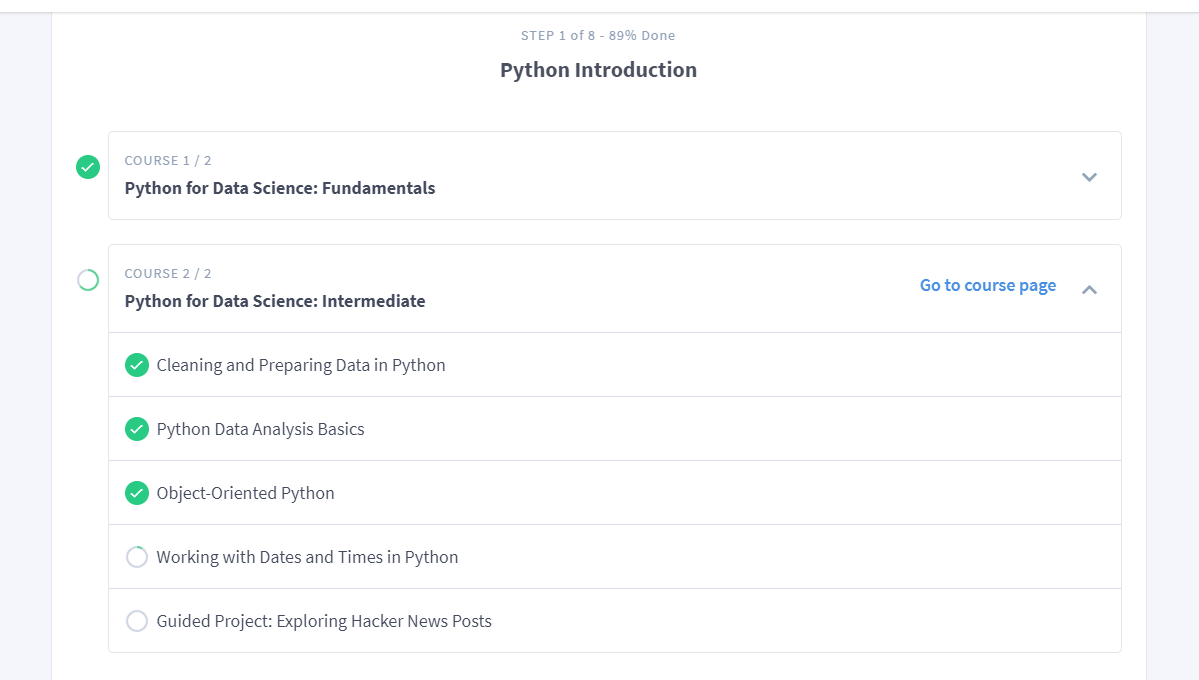 STEP 1 of 8 - 89% Done
Python Introduction
COURSE 1 / 2
Python for Data Science: Fundamentals
COURSE 2 / 2
Python for Data Science: Intermediate
Go to course page
Cleaning and Preparing Data in Python
Python Data Analysis Basics
Object-Oriented Python
Working with Dates and Times in Python
Guided Project: Exploring Hacker News Posts